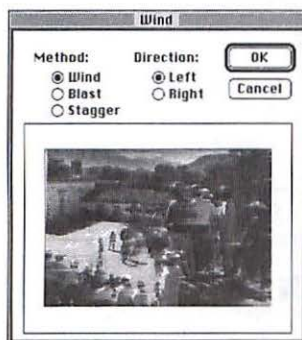 Wind
Method: Direction: OK
Wind Left Cancel
Blast Right
Stagger